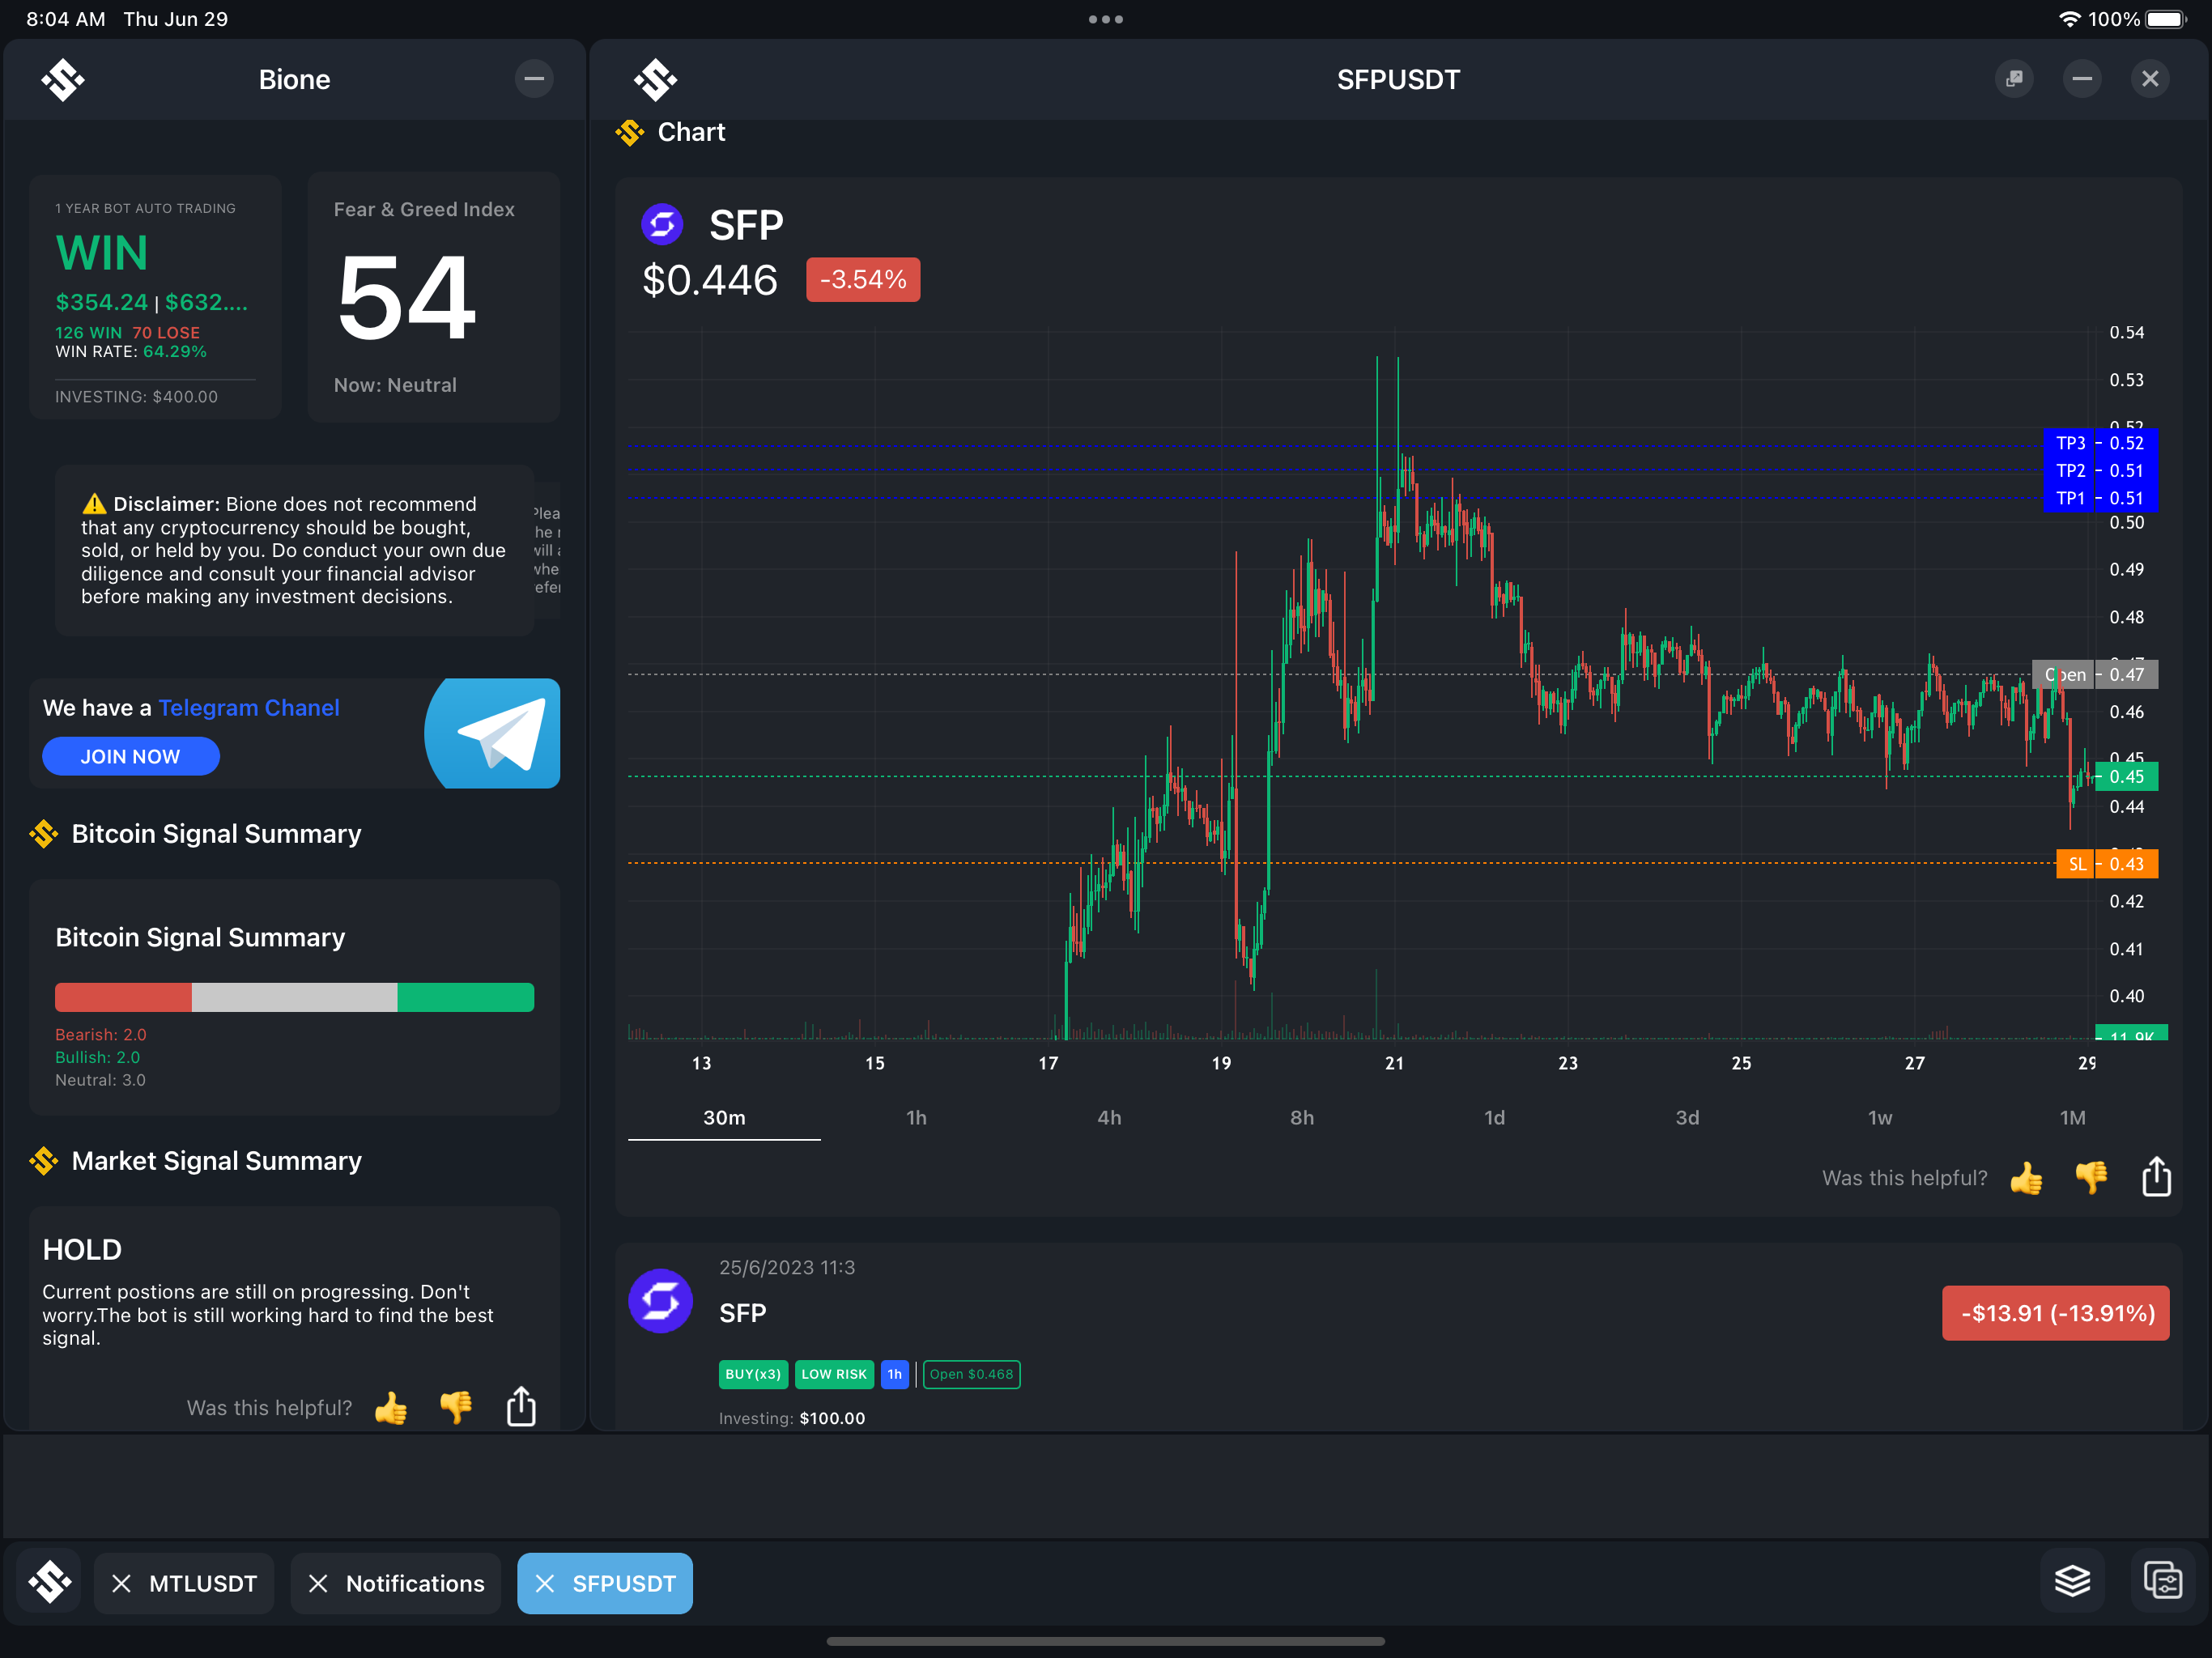 8:04 AM Thu Jun 29
100%
Bione
1 YEAR BOT AUTO TRADING
WIN
$354.24 | $632....
126 WIN 70 LOSE
WIN RATE: 64.29%
INVESTING: $400.00
Fear & Greed Index
54
Now: Neutral
⚠️ Disclaimer: Bione does not recommend
that any cryptocurrency should be bought,
sold, or held by you. Do conduct your own due
diligence and consult your financial advisor
before making any investment decisions.
We have a Telegram Chanel
JOIN NOW
Bitcoin Signal Summary
Bitcoin Signal Summary
Bearish: 2.0
Bullish: 2.0
Neutral: 3.0
Market Signal Summary
HOLD
Current postions are still on progressing. Don't
worry.The bot is still working hard to find the best
signal.
Was this helpful?
SFPUSDT
Chart
SFP
$0.446 -3.54%
0.54
0.53
TP3 0.52
TP2 0.51
TP1 0.51
0.50
0.49
0.48
Open 0.47
0.46
0.45
0.45
0.44
SL 0.43
0.42
0.41
0.40
11.9K
13 15 17 19 21 23 25 27 29
30m 1h 4h 8h 1d 3d 1w 1M
Was this helpful?
25/6/2023 11:3
SFP
-$13.91 (-13.91%)
BUY(x3) LOW RISK 1h Open $0.468
Investing: $100.00
MTLUSDT Notifications SFPUSDT